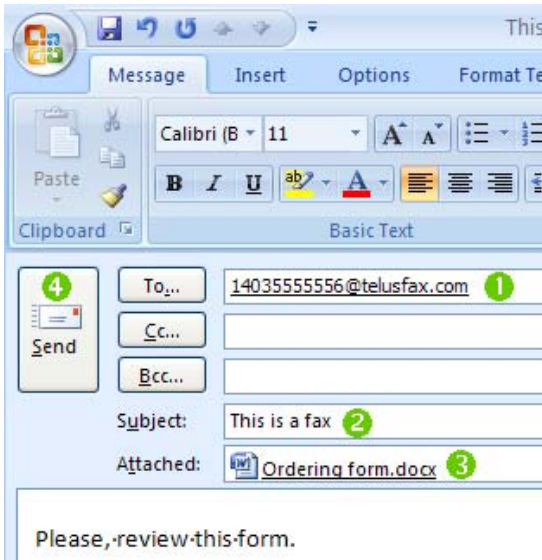 This
Message Insert Options Format Te
Paste
Calibri (B 11 A A
B I U ab A
Clipboard Basic Text
4 To... 14035555556@telusfax.com 1
Send Cc...
Bcc...
Subject: This is a fax 2
Attached: Ordering form.docx 3
Please,·review·this·form.